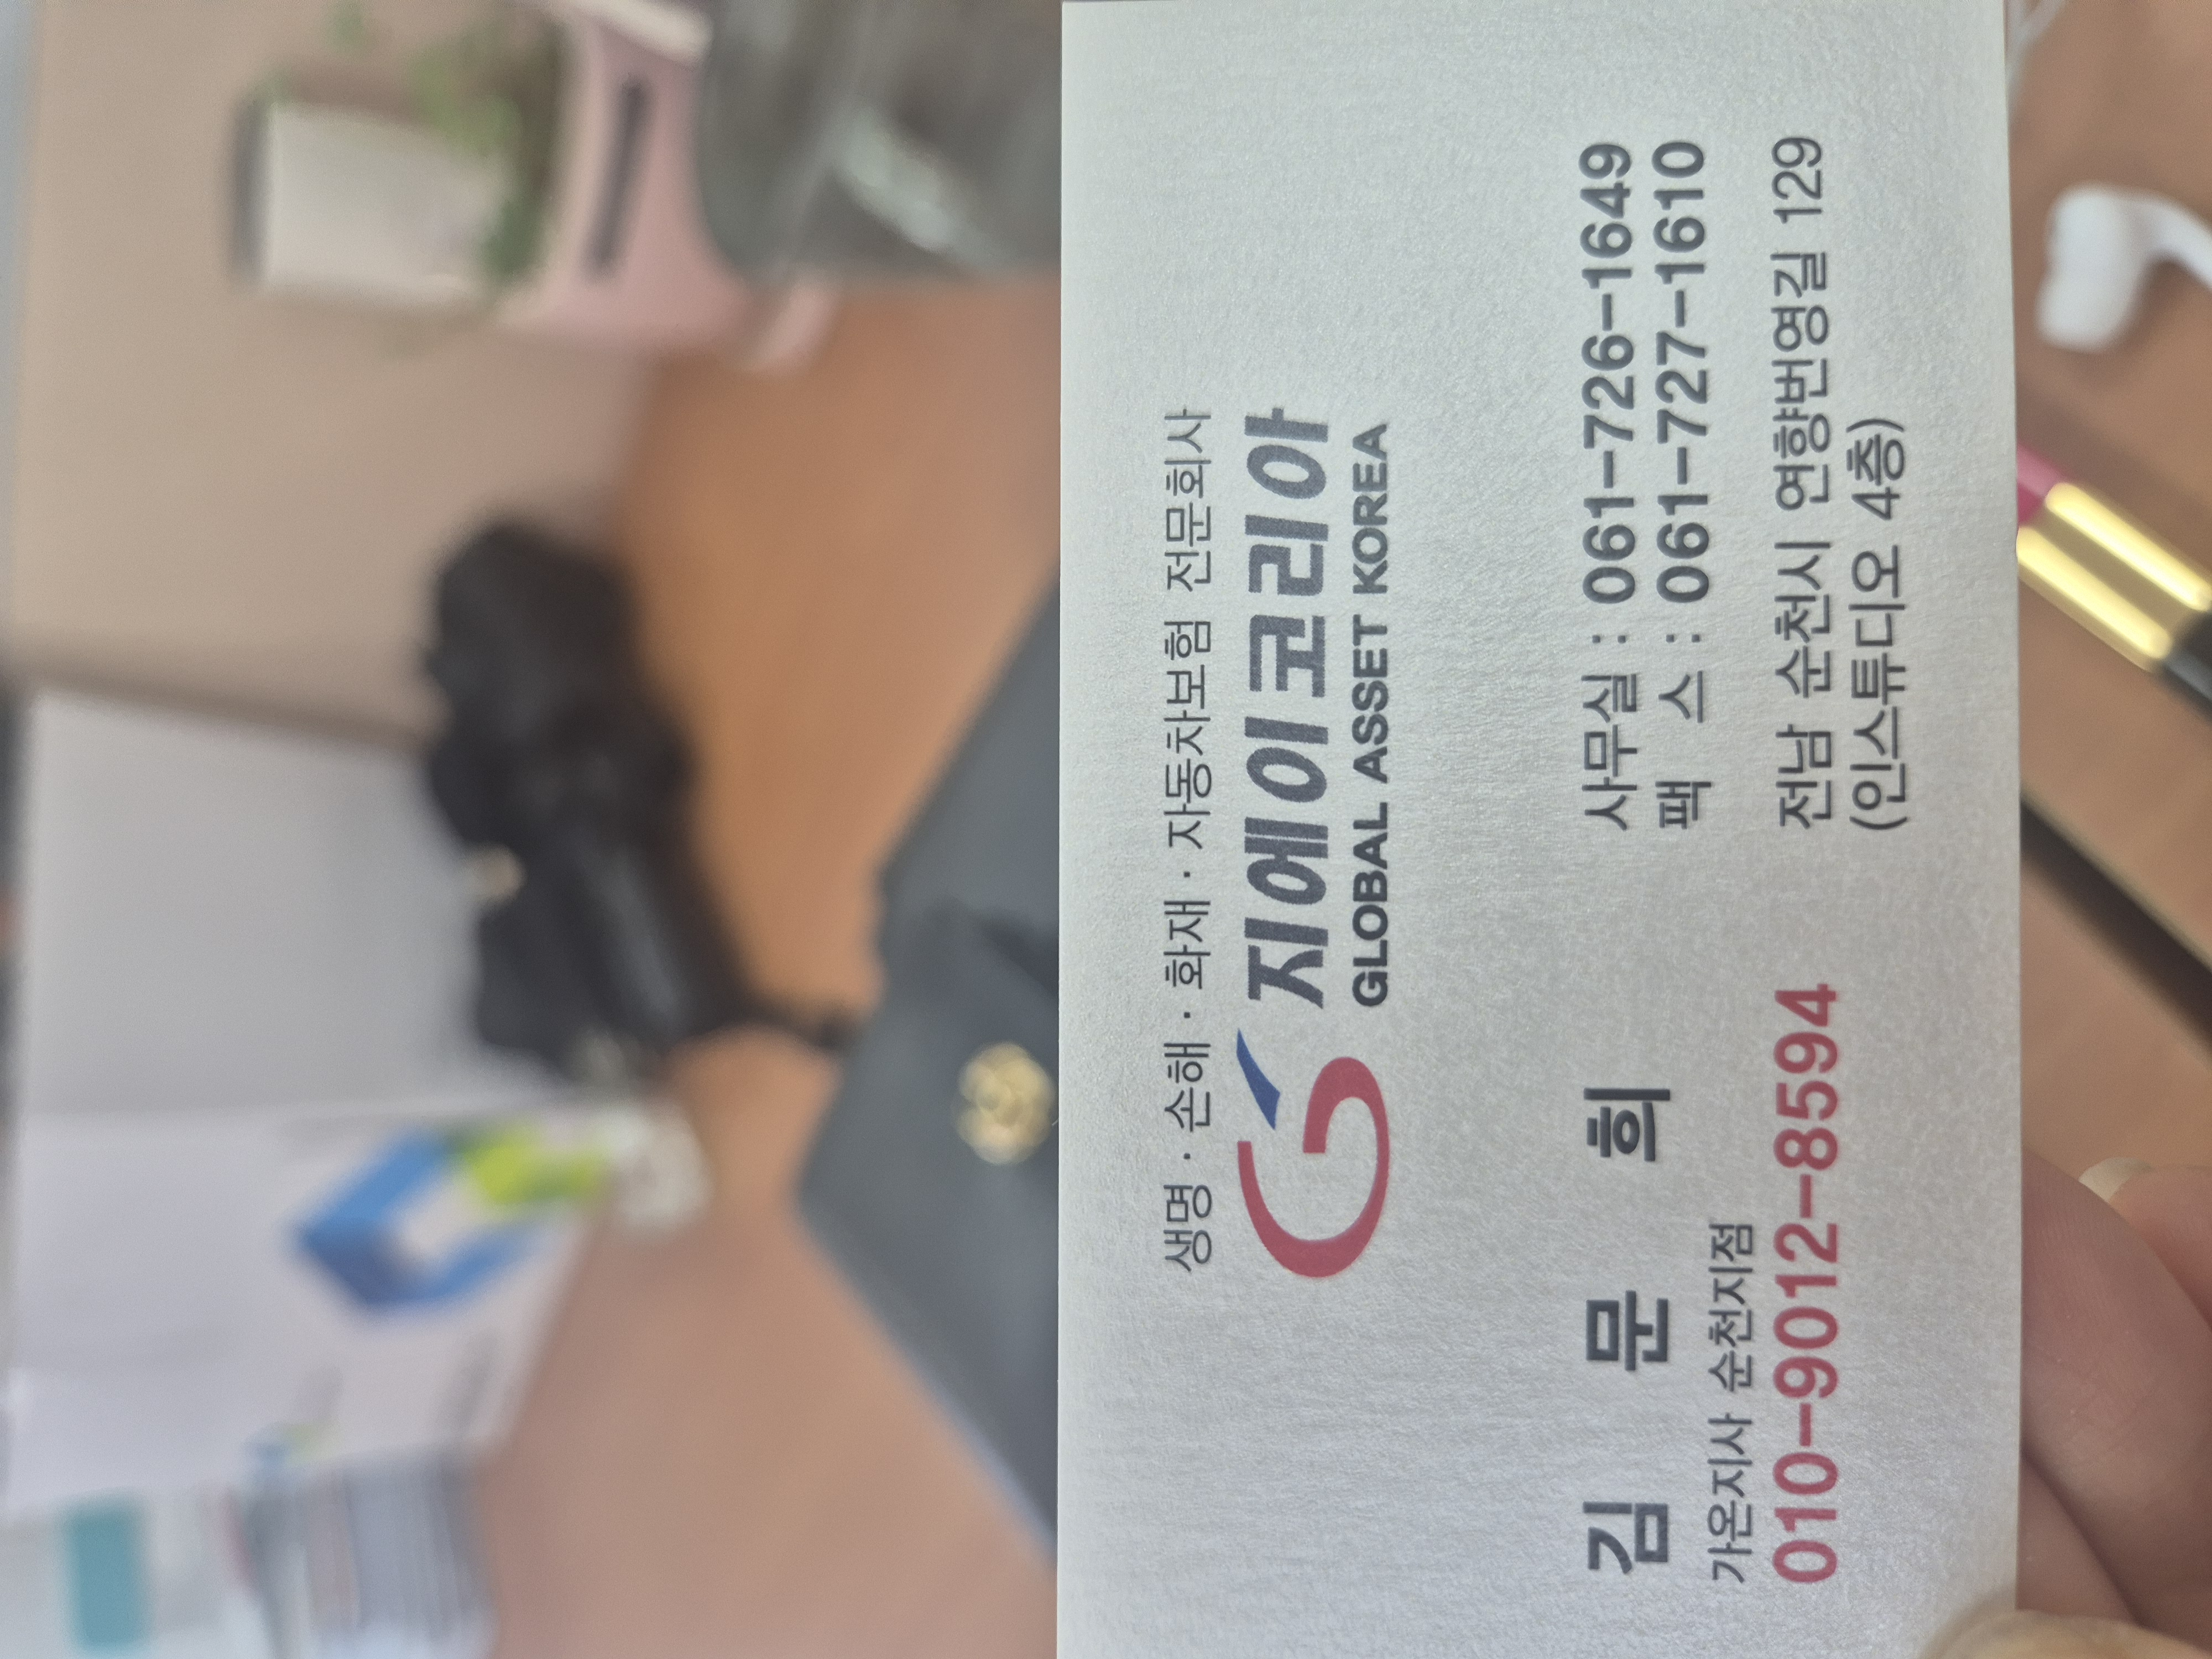 생명 · 손해 · 화재 · 자동차보험 전문회사
지에이코리아
GLOBAL ASSET KOREA
김 문 희
가온지사 순천지점
010-9012-8594
사무실 : 061-726-1649
팩 스 : 061-727-1610
전남 순천시 연향번영길 129
(인스튜디오 4층)